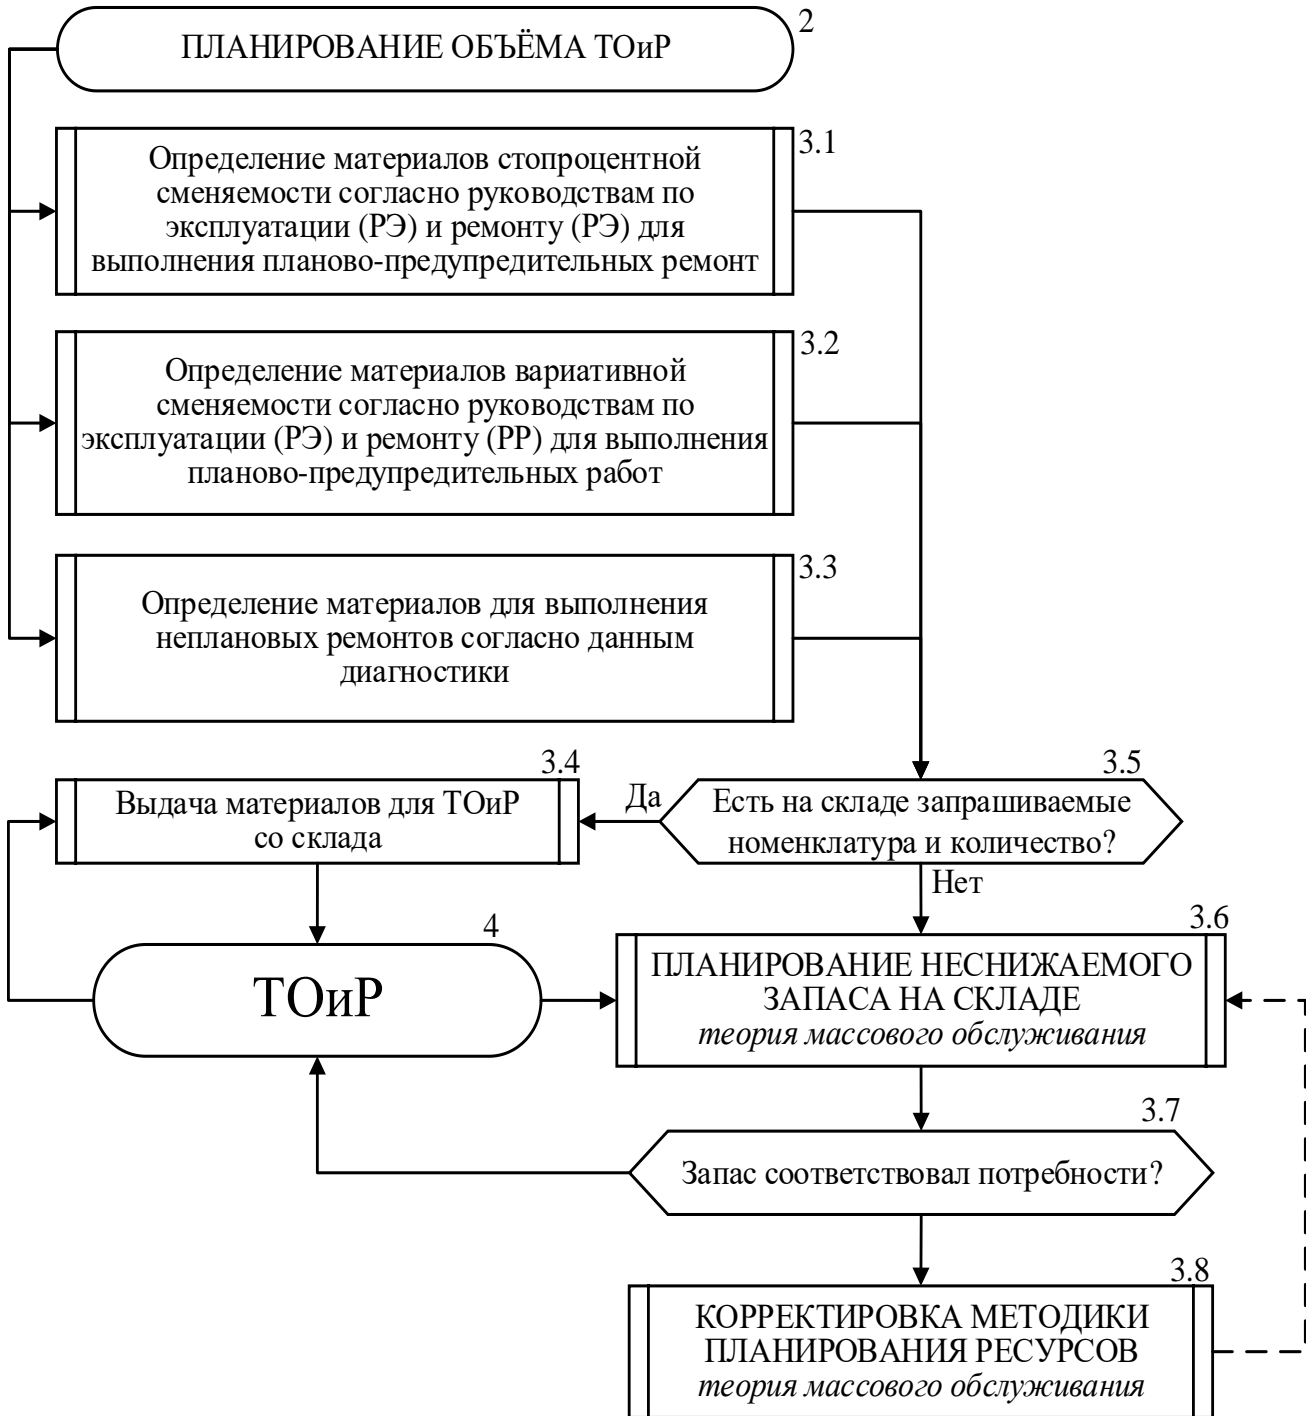 2
ПЛАНИРОВАНИЕ ОБЪЁМА ТОиР
3.1
Определение материалов стопроцентной
сменяемости согласно руководствам по
эксплуатации (РЭ) и ремонту (РЭ) для
выполнения планово-предупредительных ремонт
3.2
Определение материалов вариативной
сменяемости согласно руководствам по
эксплуатации (РЭ) и ремонту (РР) для выполнения
планово-предупредительных работ
3.3
Определение материалов для выполнения
неплановых ремонтов согласно данным
диагностики
3.4
Выдача материалов для ТОиР
со склада
Да
3.5
Есть на складе запрашиваемые
номенклатура и количество?
Нет
4
ТОиР
3.6
ПЛАНИРОВАНИЕ НЕСНИЖАЕМОГО
ЗАПАСА НА СКЛАДЕ
теория массового обслуживания
3.7
Запас соответствовал потребности?
3.8
КОРРЕКТИРОВКА МЕТОДИКИ
ПЛАНИРОВАНИЯ РЕСУРСОВ
теория массового обслуживания